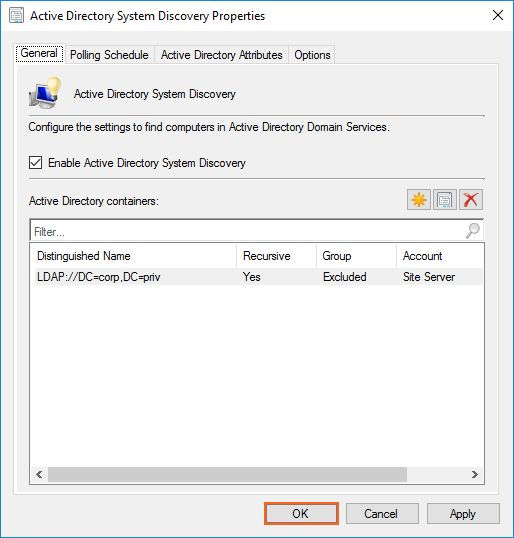 Active Directory System Discovery Properties
General Polling Schedule Active Directory Attributes Options
Active Directory System Discovery
Configure the settings to find computers in Active Directory Domain Services.
Enable Active Directory System Discovery
Active Directory containers:
Filter...
Distinguished Name Recursive Group Account
LDAP://DC=corp,DC=priv Yes Excluded Site Server
OK Cancel Apply